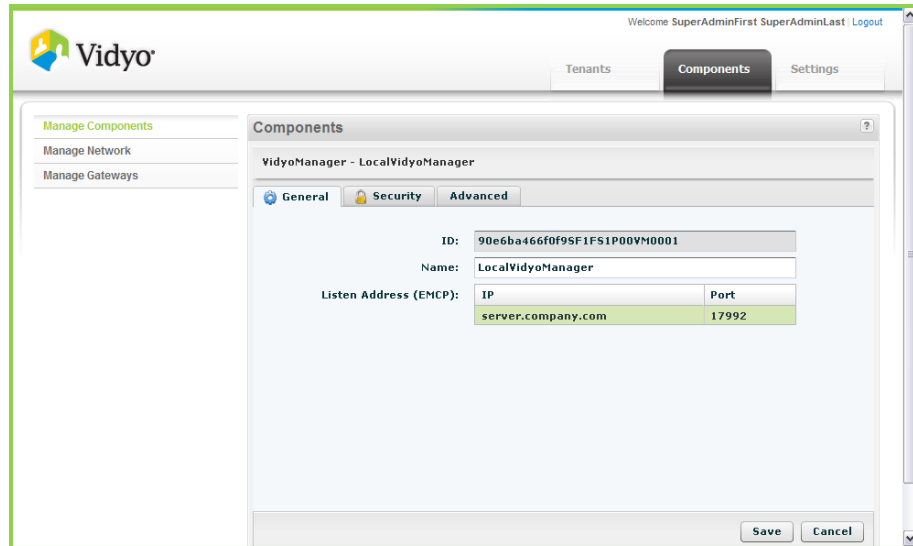 Welcome SuperAdminFirst SuperAdminLast | Logout
Vidyo
Tenants Components Settings
Manage Components
Manage Network
Manage Gateways
Components ?
VidyoManager - LocalVidyoManager
General Security Advanced
ID: 90e6ba466f0f9SF1FS1P00VM0001
Name: LocalVidyoManager
Listen Address (EMCP): IP Port
server.company.com 17992
Save Cancel